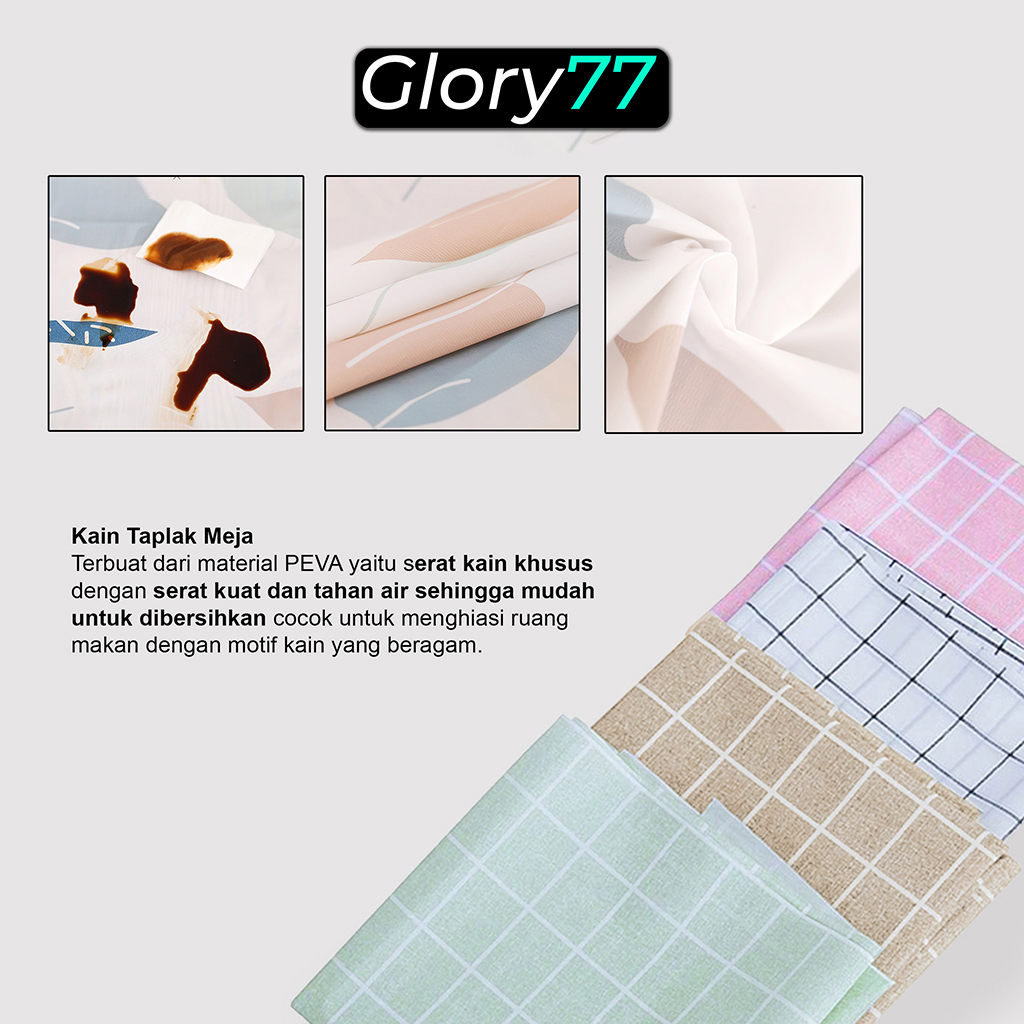 Glory77
Kain Taplak Meja
Terbuat dari material PEVA yaitu serat kain khusus
dengan serat kuat dan tahan air sehingga mudah
untuk dibersihkan cocok untuk menghiasi ruang
makan dengan motif kain yang beragam.